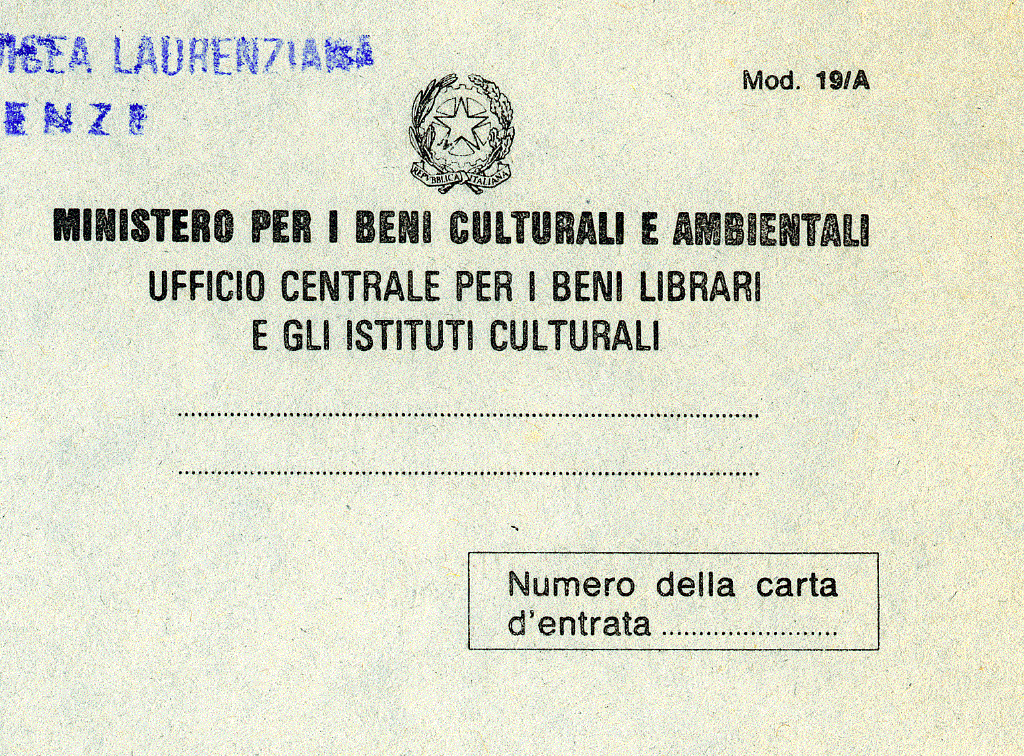 LAURENZIANA
Mod. 19/A
REPVBBLICA ITALIANA
MINISTERO PER I BENI CULTURALI E AMBIENTALI
UFFICIO CENTRALE PER I BENI LIBRARI
E GLI ISTITUTI CULTURALI
Numero della carta
d'entrata ........................